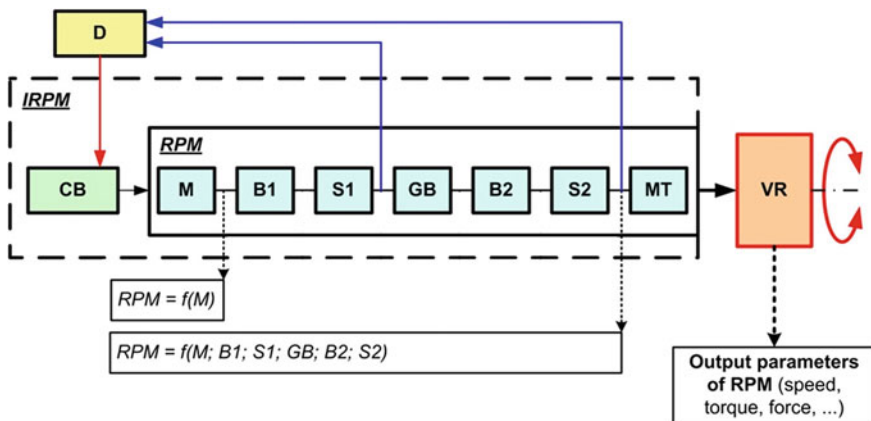 D
IRPM
RPM
CB
M
B1
S1
GB
B2
S2
MT
VR
RPM = f(M)
RPM = f(M; B1; S1; GB; B2; S2)
Output parameters
of RPM (speed,
torque, force, ...)